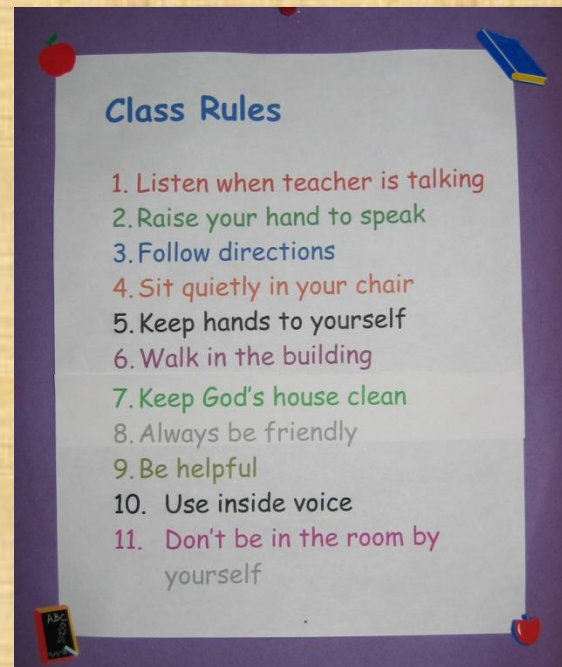 Class Rules
1. Listen when teacher is talking
2. Raise your hand to speak
3. Follow directions
4. Sit quietly in your chair
5. Keep hands to yourself
6. Walk in the building
7. Keep God's house clean
8. Always be friendly
9. Be helpful
10. Use inside voice
11. Don't be in the room by
yourself
ABC